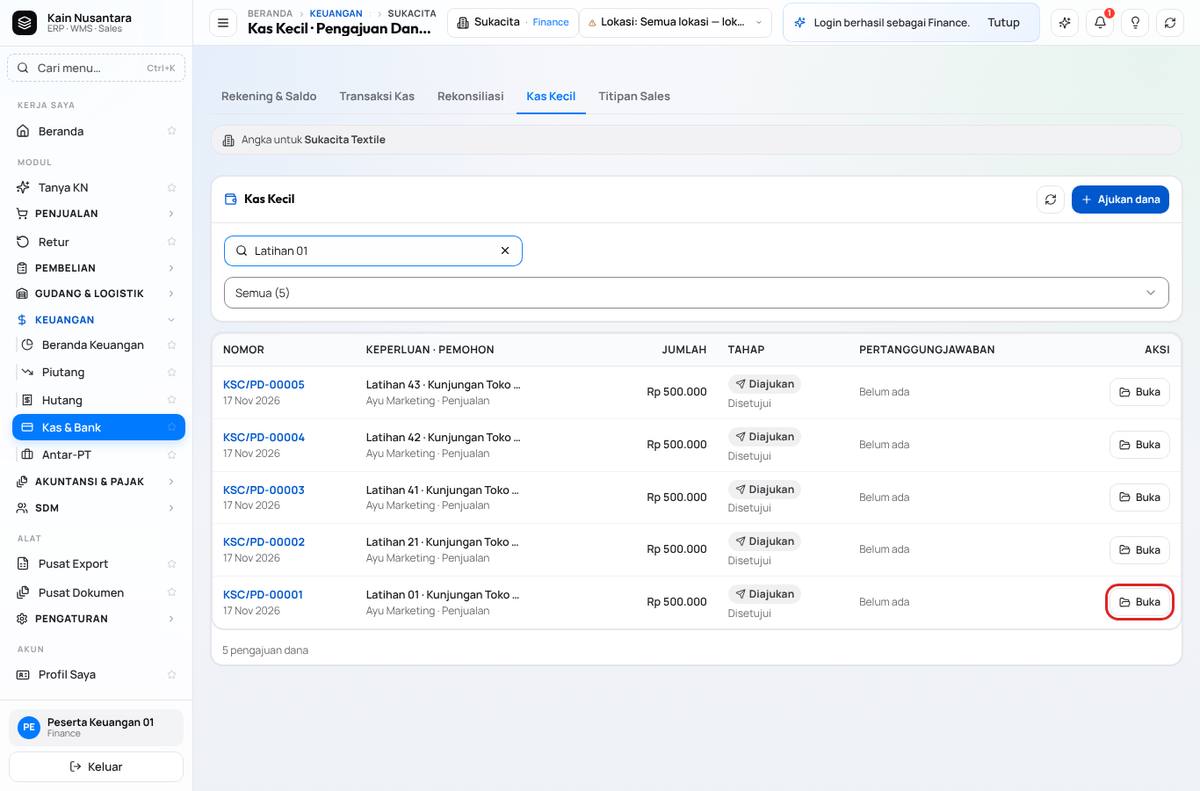 Kain Nusantara
ERP · WMS · Sales
BERANDA › KEUANGAN › SUKACITA
Kas Kecil · Pengajuan Dan...
Sukacita · Finance
Lokasi: Semua lokasi — lok...
Login berhasil sebagai Finance. Tutup
1
Cari menu... Ctrl+K
KERJA SAYA
Beranda
MODUL
Tanya KN
PENJUALAN
Retur
PEMBELIAN
GUDANG & LOGISTIK
KEUANGAN
Beranda Keuangan
Piutang
Hutang
Kas & Bank
Antar-PT
AKUNTANSI & PAJAK
SDM
ALAT
Pusat Export
Pusat Dokumen
PENGATURAN
AKUN
Profil Saya
PE
Peserta Keuangan 01
Finance
Keluar
Rekening & Saldo Transaksi Kas Rekonsiliasi Kas Kecil Titipan Sales
Angka untuk Sukacita Textile
Kas Kecil
Ajukan dana
Latihan 01
Semua (5)
NOMOR KEPERLUAN · PEMOHON JUMLAH TAHAP PERTANGGUNGJAWABAN AKSI
KSC/PD-00005 Latihan 43 · Kunjungan Toko ... Rp 500.000 Diajukan Belum ada Buka
17 Nov 2026 Ayu Marketing · Penjualan Disetujui
KSC/PD-00004 Latihan 42 · Kunjungan Toko ... Rp 500.000 Diajukan Belum ada Buka
17 Nov 2026 Ayu Marketing · Penjualan Disetujui
KSC/PD-00003 Latihan 41 · Kunjungan Toko ... Rp 500.000 Diajukan Belum ada Buka
17 Nov 2026 Ayu Marketing · Penjualan Disetujui
KSC/PD-00002 Latihan 21 · Kunjungan Toko ... Rp 500.000 Diajukan Belum ada Buka
17 Nov 2026 Ayu Marketing · Penjualan Disetujui
KSC/PD-00001 Latihan 01 · Kunjungan Toko ... Rp 500.000 Diajukan Belum ada Buka
17 Nov 2026 Ayu Marketing · Penjualan Disetujui
5 pengajuan dana